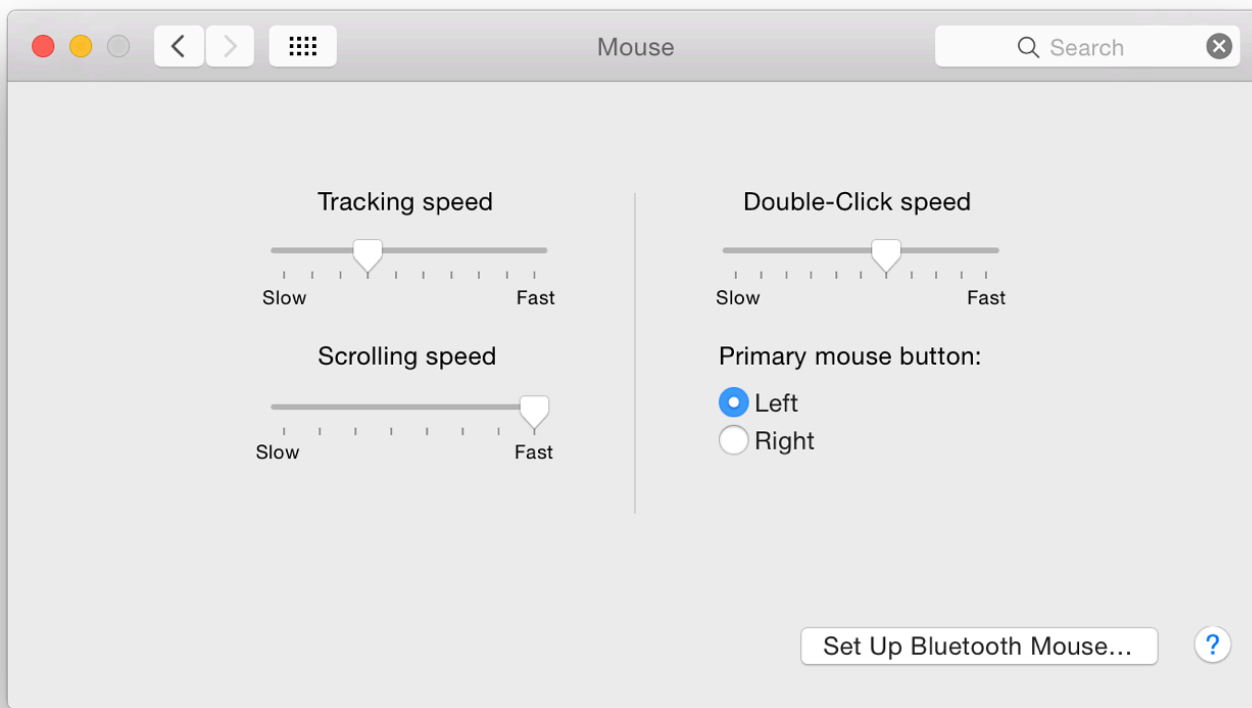 Mouse
Search
Tracking speed
Slow Fast
Scrolling speed
Slow Fast
Double-Click speed
Slow Fast
Primary mouse button:
Left
Right
Set Up Bluetooth Mouse...
?